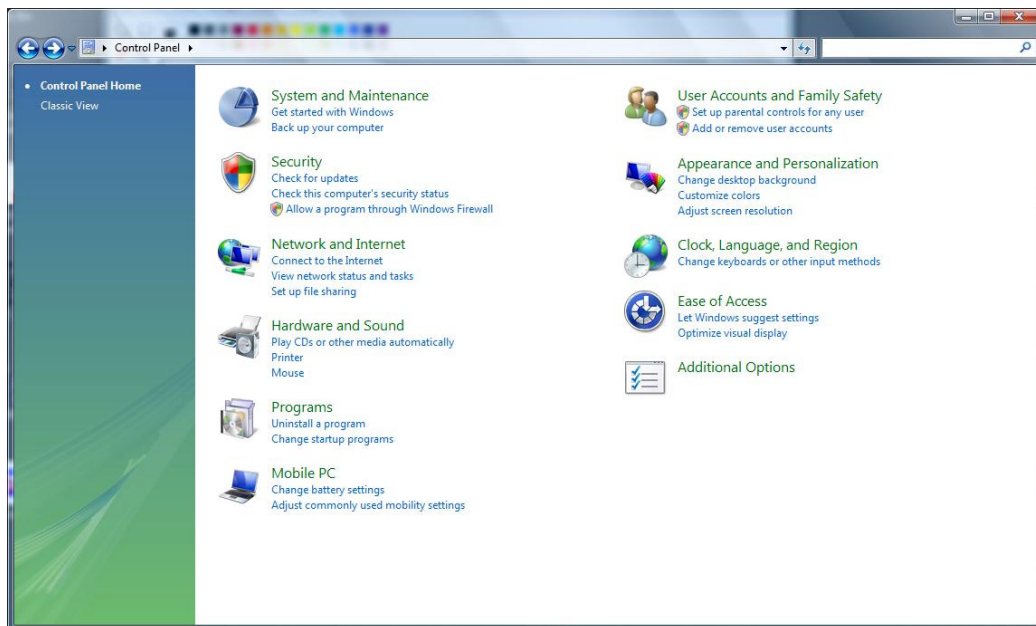 Control Panel
Control Panel Home
Classic View
System and Maintenance
Get started with Windows
Back up your computer
Security
Check for updates
Check this computer's security status
Allow a program through Windows Firewall
Network and Internet
Connect to the Internet
View network status and tasks
Set up file sharing
Hardware and Sound
Play CDs or other media automatically
Printer
Mouse
Programs
Uninstall a program
Change startup programs
Mobile PC
Change battery settings
Adjust commonly used mobility settings
User Accounts and Family Safety
Set up parental controls for any user
Add or remove user accounts
Appearance and Personalization
Change desktop background
Customize colors
Adjust screen resolution
Clock, Language, and Region
Change keyboards or other input methods
Ease of Access
Let Windows suggest settings
Optimize visual display
Additional Options